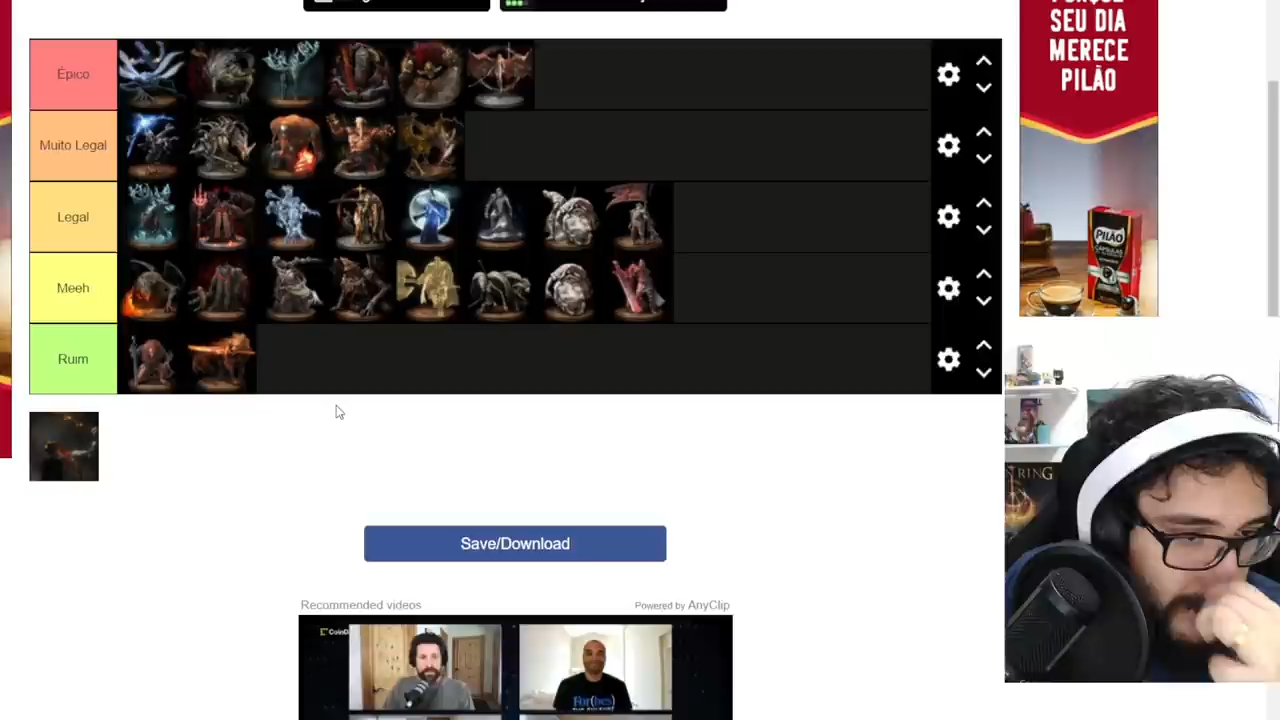 SEU DIA
MERECE
PILÃO
Épico
Muito Legal
Legal
Meeh
Ruim
PILÃO
RING
Save/Download
Recommended videos
Powered by AnyClip
Forbes